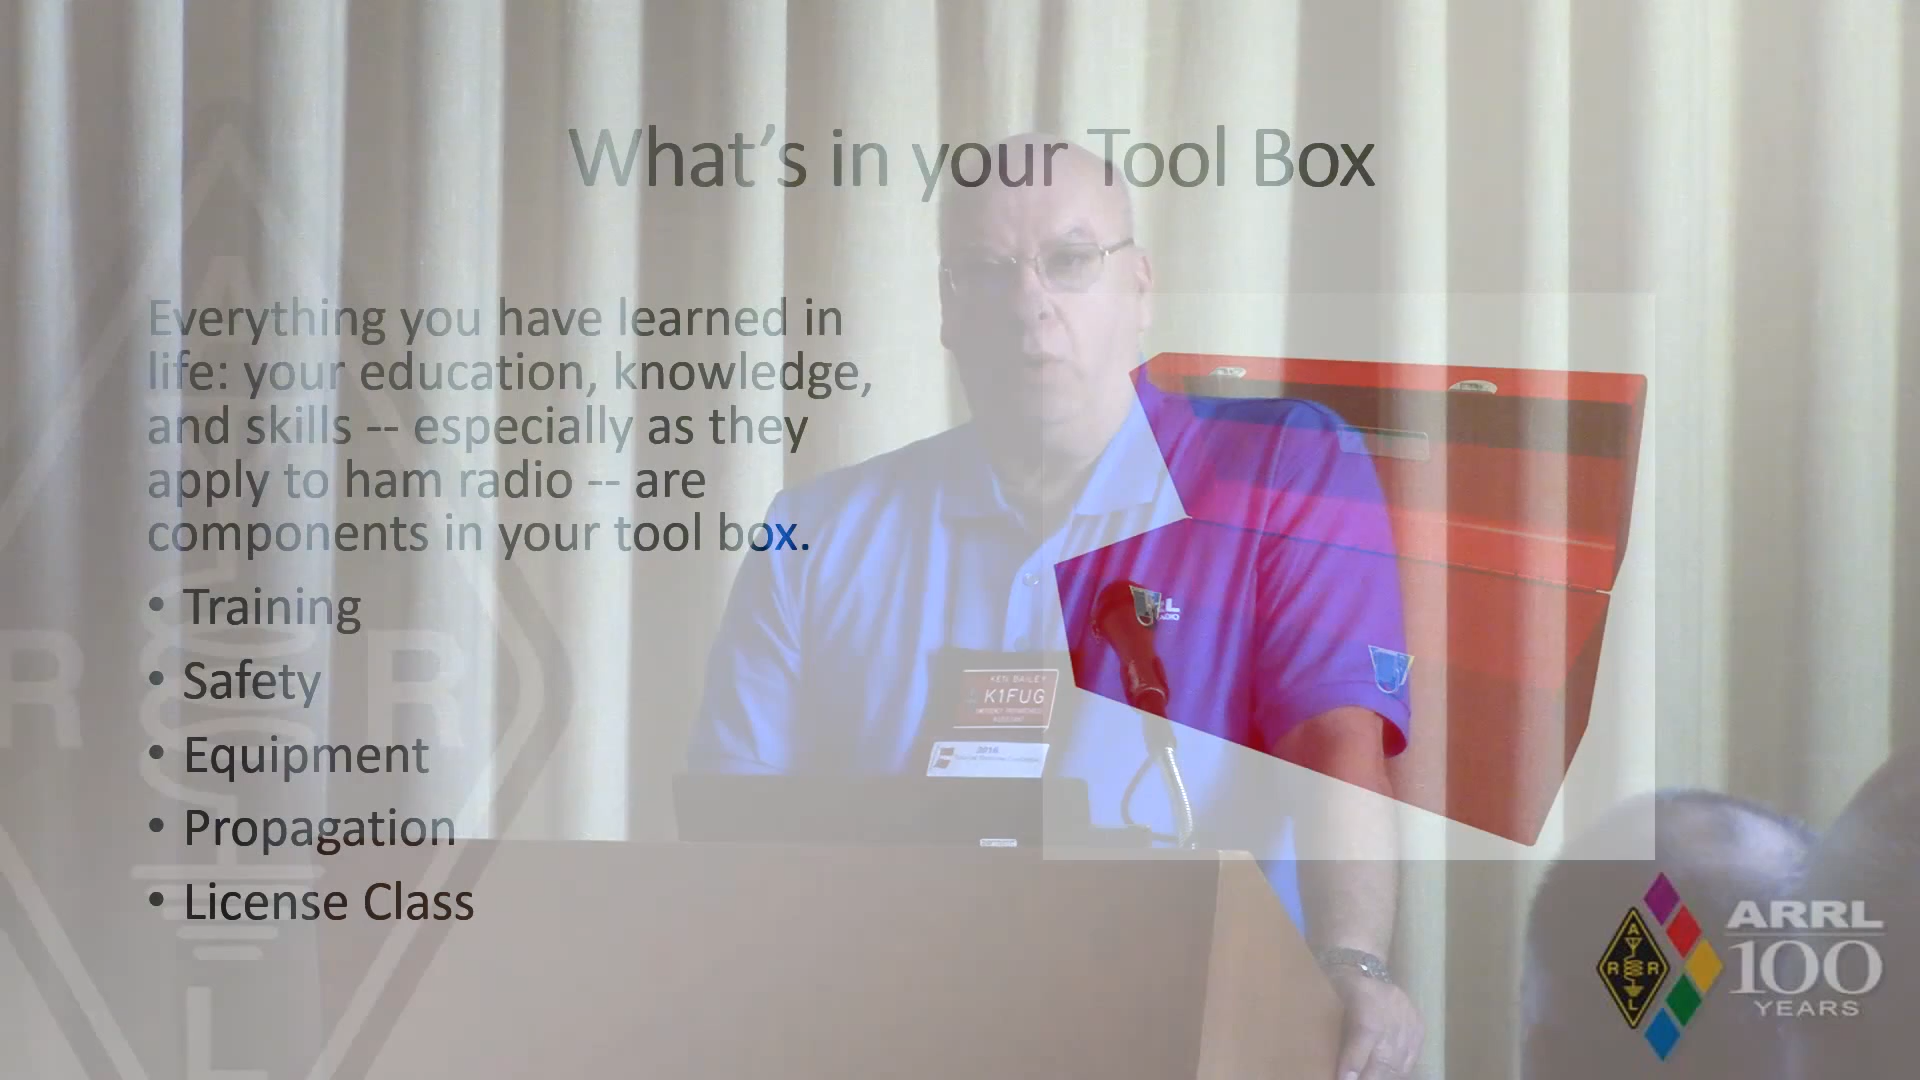 What's in your Tool Box
Everything you have learned in
life: your education, knowledge,
and skills -- especially as they
apply to ham radio -- are
components in your tool box.
• Training
• Safety
• Equipment
• Propagation
• License Class
KEN BAILEY
K1FUG
2016
ARRL
100
YEARS
A
R R
L